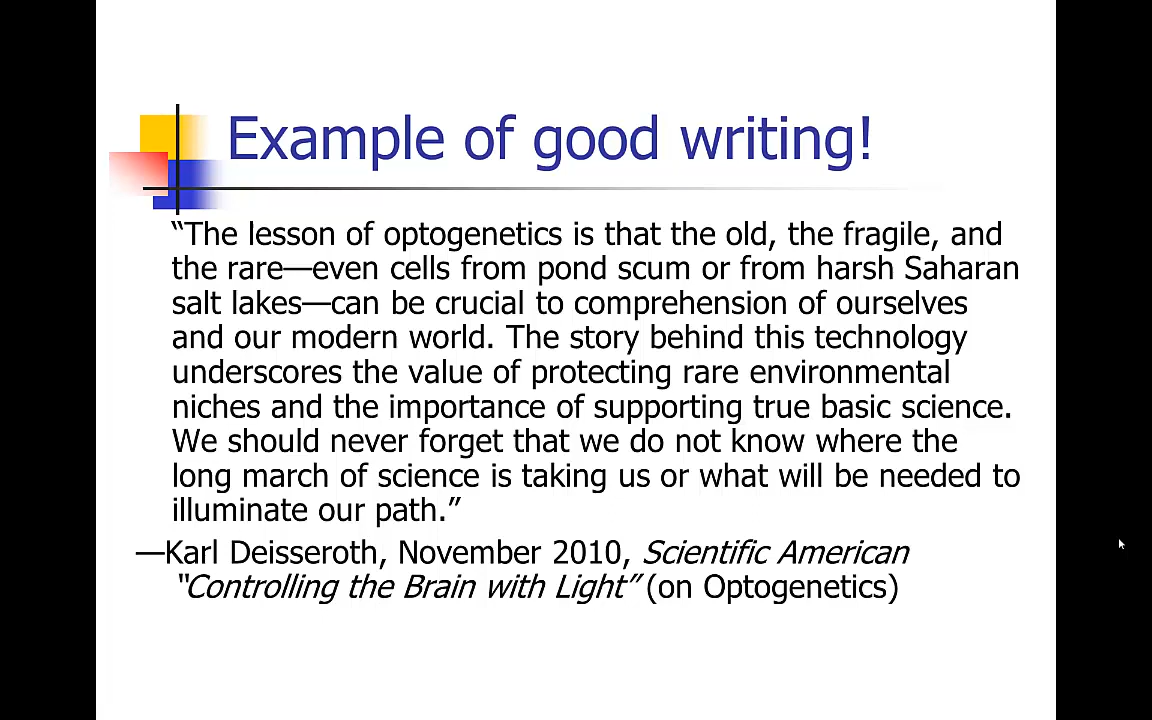 Example of good writing!
“The lesson of optogenetics is that the old, the fragile, and
the rare—even cells from pond scum or from harsh Saharan
salt lakes—can be crucial to comprehension of ourselves
and our modern world. The story behind this technology
underscores the value of protecting rare environmental
niches and the importance of supporting true basic science.
We should never forget that we do not know where the
long march of science is taking us or what will be needed to
illuminate our path.”
—Karl Deisseroth, November 2010, Scientific American
“Controlling the Brain with Light” (on Optogenetics)